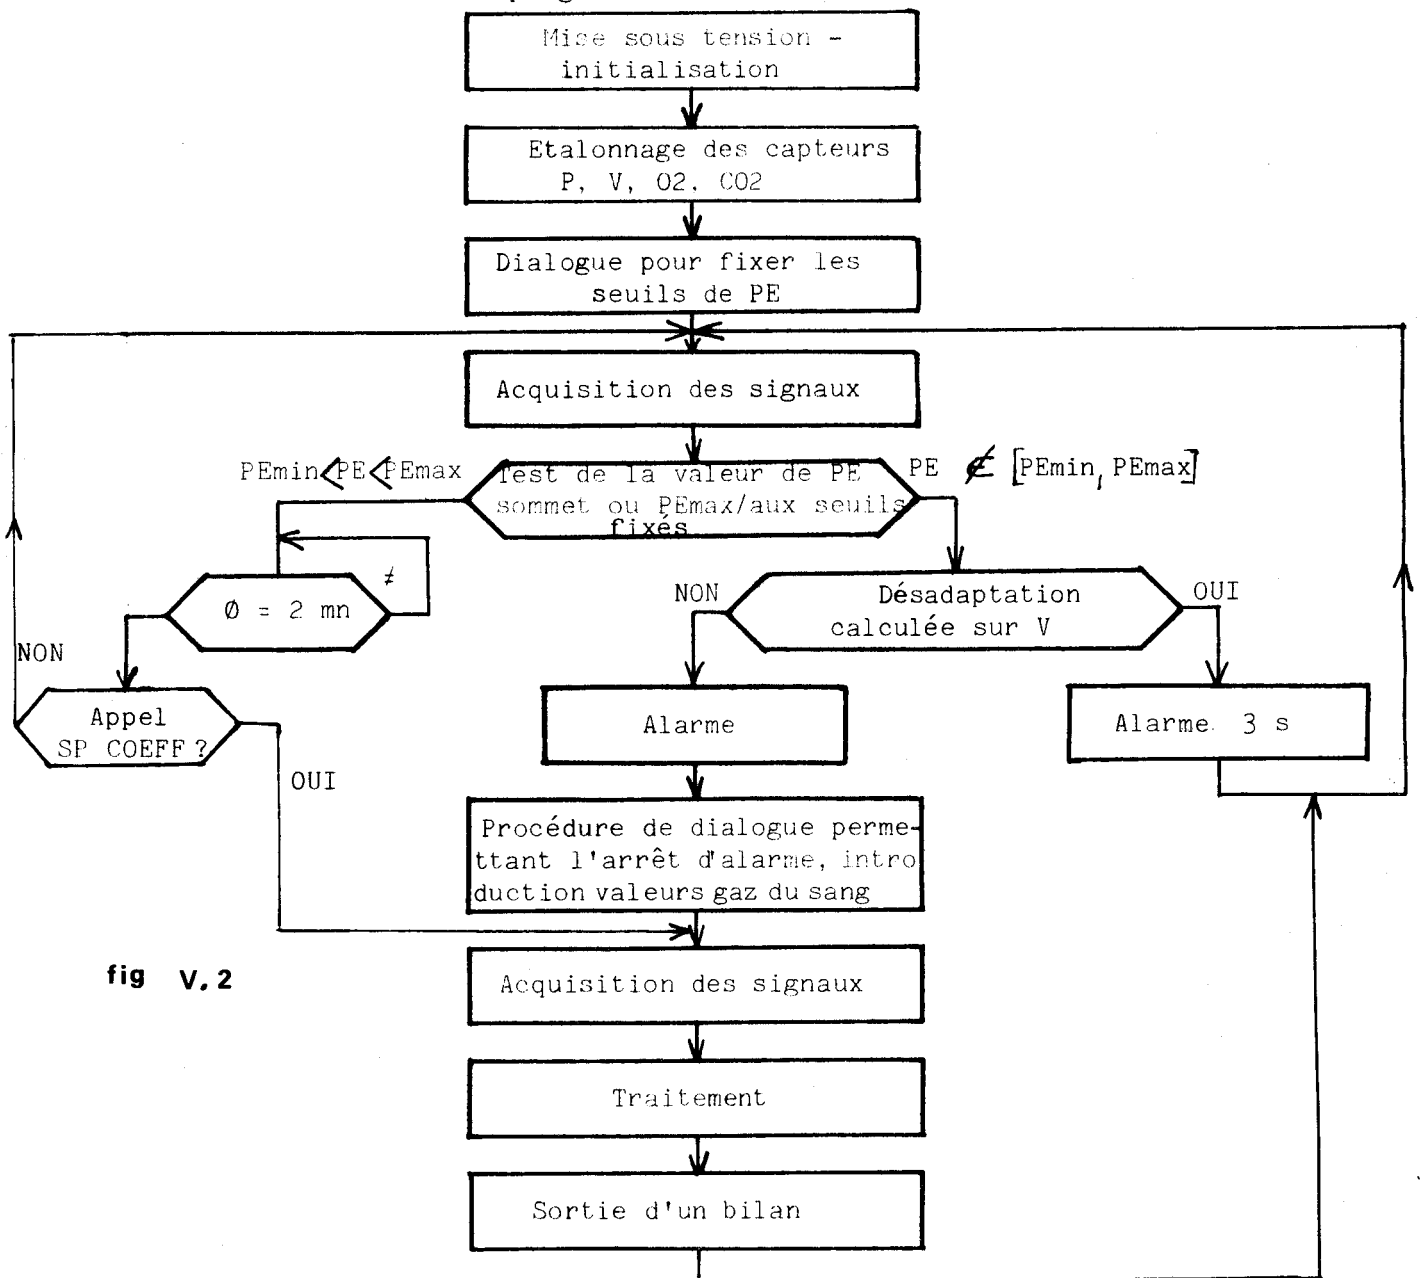 Mise sous tension -
initialisation
Etalonnage des capteurs
P, V, O2, CO2
Dialogue pour fixer les
seuils de PE
Acquisition des signaux
PEmin<PE<PEmax
Test de la valeur de PE
sommet ou PEmax/aux seuils
fixés
PE ∉ [PEmin, PEmax]
≠
Ø = 2 mn
NON
Désadaptation
calculée sur V
OUI
NON
Appel
SP COEFF ?
OUI
Alarme
Alarme 3 s
Procédure de dialogue perme-
ttant l'arrêt d'alarme, intro
duction valeurs gaz du sang
fig V.2
Acquisition des signaux
Traitement
Sortie d'un bilan